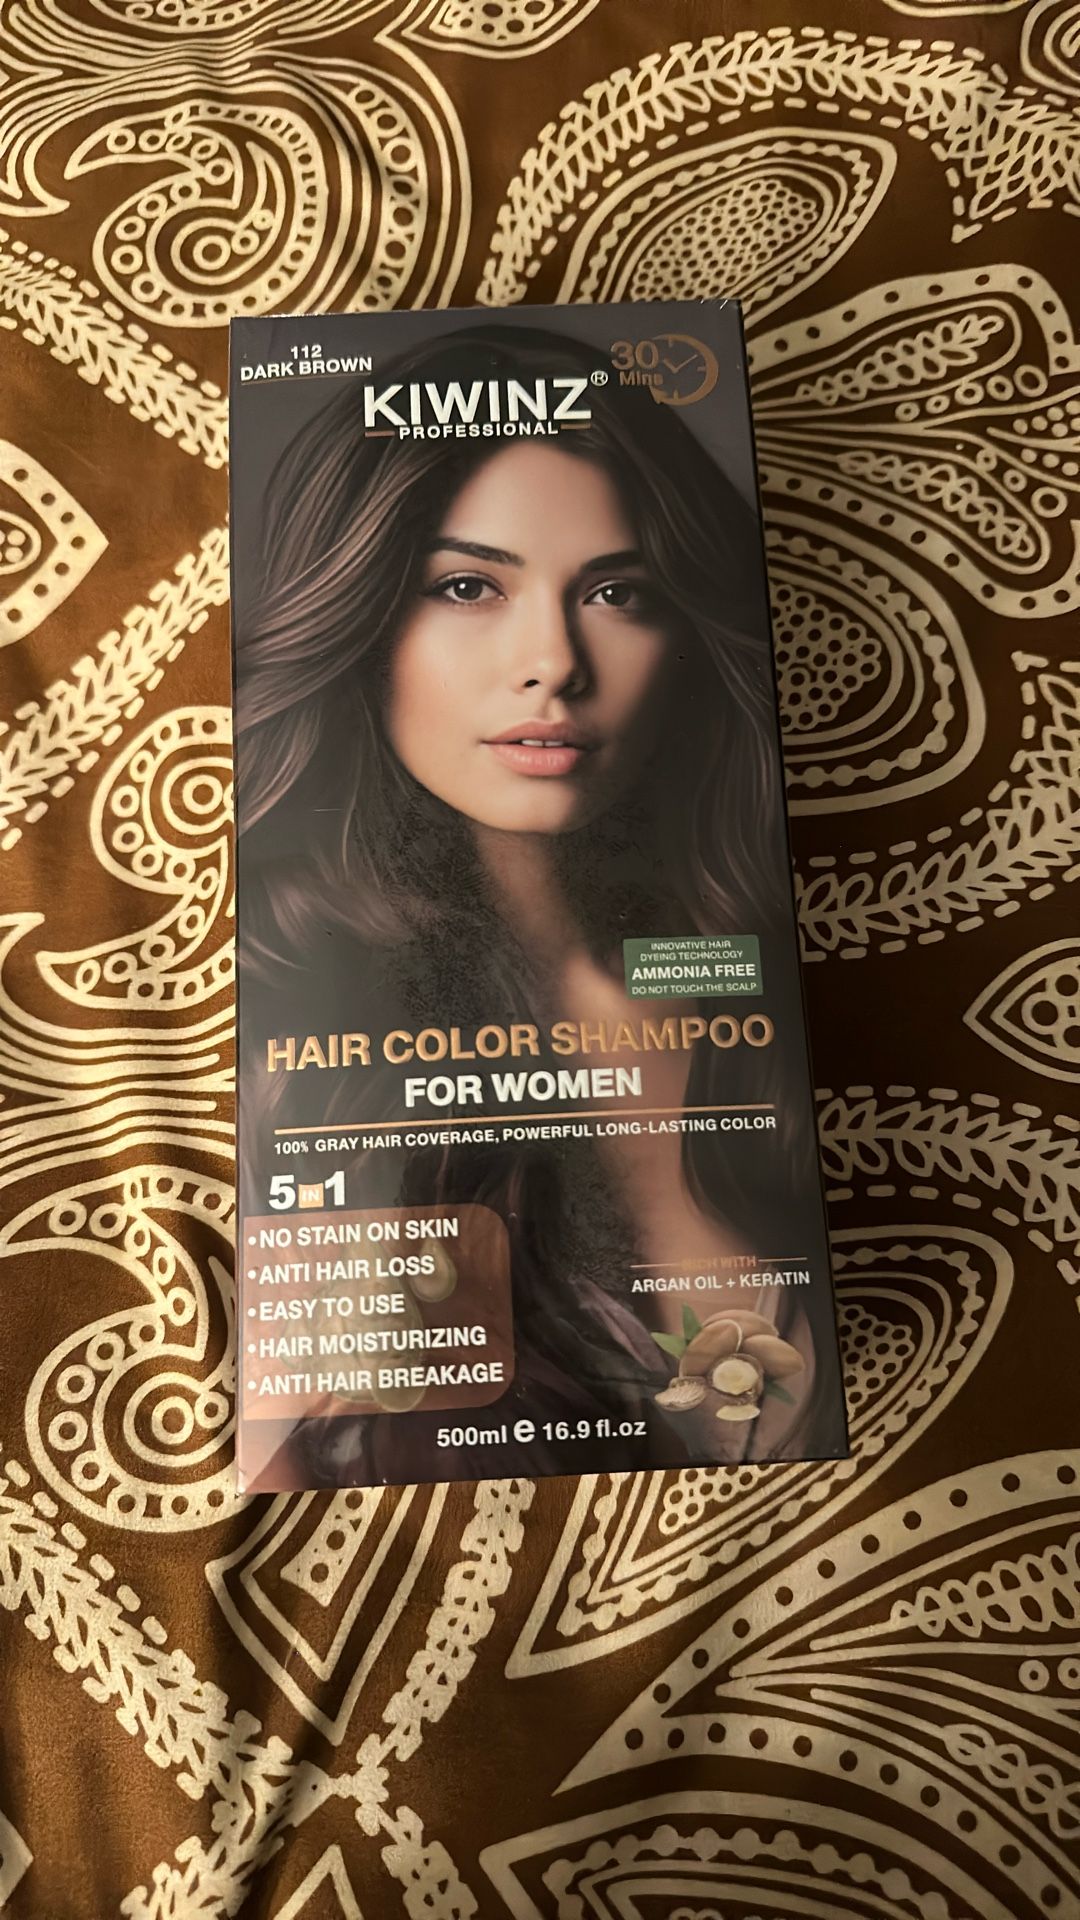 112
DARK BROWN
30
Mins
KIWINZ®
PROFESSIONAL
INNOVATIVE HAIR
DYEING TECHNOLOGY
AMMONIA FREE
DO NOT TOUCH THE SCALP
HAIR COLOR SHAMPOO
FOR WOMEN
100% GRAY HAIR COVERAGE, POWERFUL LONG-LASTING COLOR
5 IN 1
•NO STAIN ON SKIN
•ANTI HAIR LOSS
•EASY TO USE
•HAIR MOISTURIZING
•ANTI HAIR BREAKAGE
RICH WITH
ARGAN OIL + KERATIN
500ml e 16.9 fl.oz